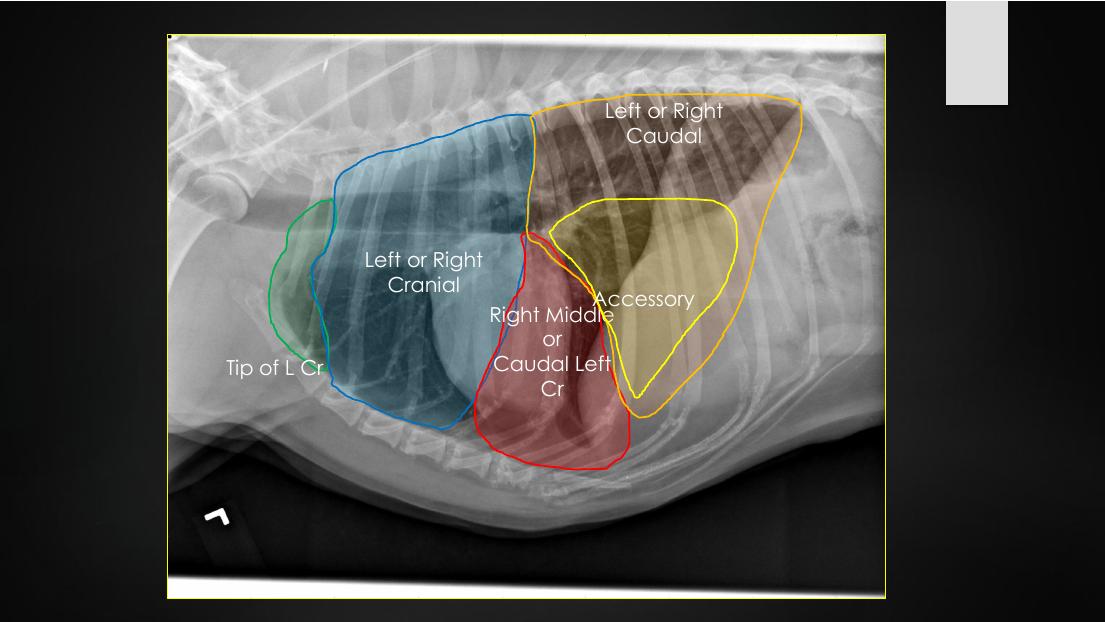 Left or Right
Caudal
Left or Right
Cranial
Accessory
Right Middle
or
Caudal Left
Cr
Tip of L Cr
L